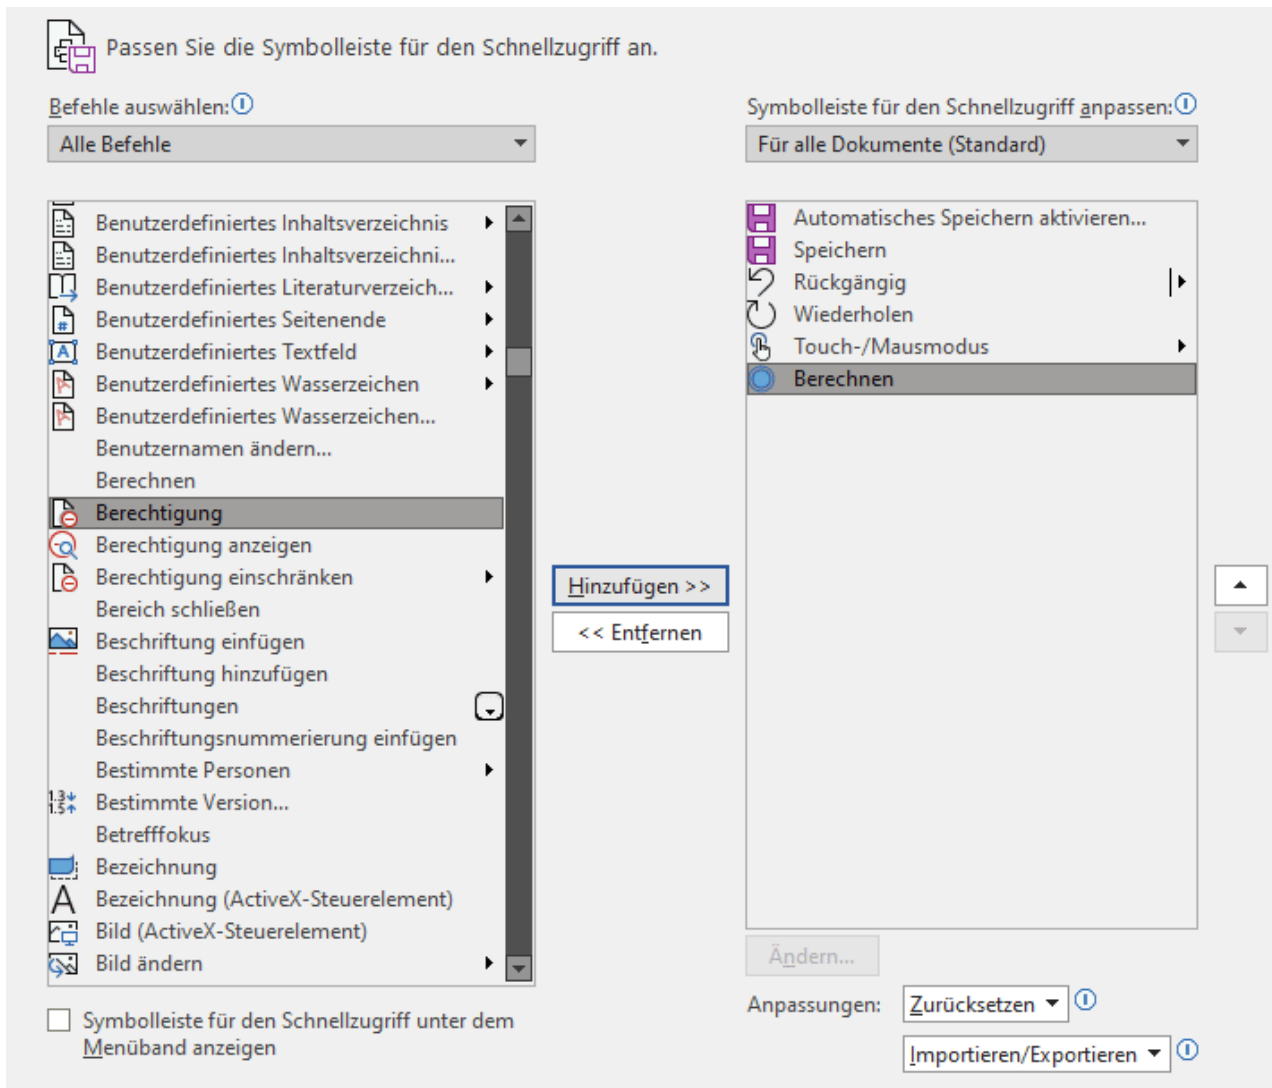 Passen Sie die Symbolleiste für den Schnellzugriff an.
Befehle auswählen:
Alle Befehle
Benutzerdefiniertes Inhaltsverzeichnis
Benutzerdefiniertes Inhaltsverzeichni...
Benutzerdefiniertes Literaturverzeich...
Benutzerdefiniertes Seitenende
Benutzerdefiniertes Textfeld
Benutzerdefiniertes Wasserzeichen
Benutzerdefiniertes Wasserzeichen...
Benutzernamen ändern...
Berechnen
Berechtigung
Berechtigung anzeigen
Berechtigung einschränken
Bereich schließen
Beschriftung einfügen
Beschriftung hinzufügen
Beschriftungen
Beschriftungsnummerierung einfügen
Bestimmte Personen
Bestimmte Version...
Betrefffokus
Bezeichnung
Bezeichnung (ActiveX-Steuerelement)
Bild (ActiveX-Steuerelement)
Bild ändern
Symbolleiste für den Schnellzugriff unter dem
Menüband anzeigen
Hinzufügen >>
<< Entfernen
Symbolleiste für den Schnellzugriff anpassen:
Für alle Dokumente (Standard)
Automatisches Speichern aktivieren...
Speichern
Rückgängig
Wiederholen
Touch-/Mausmodus
Berechnen
Ändern...
Anpassungen:
Zurücksetzen
Importieren/Exportieren